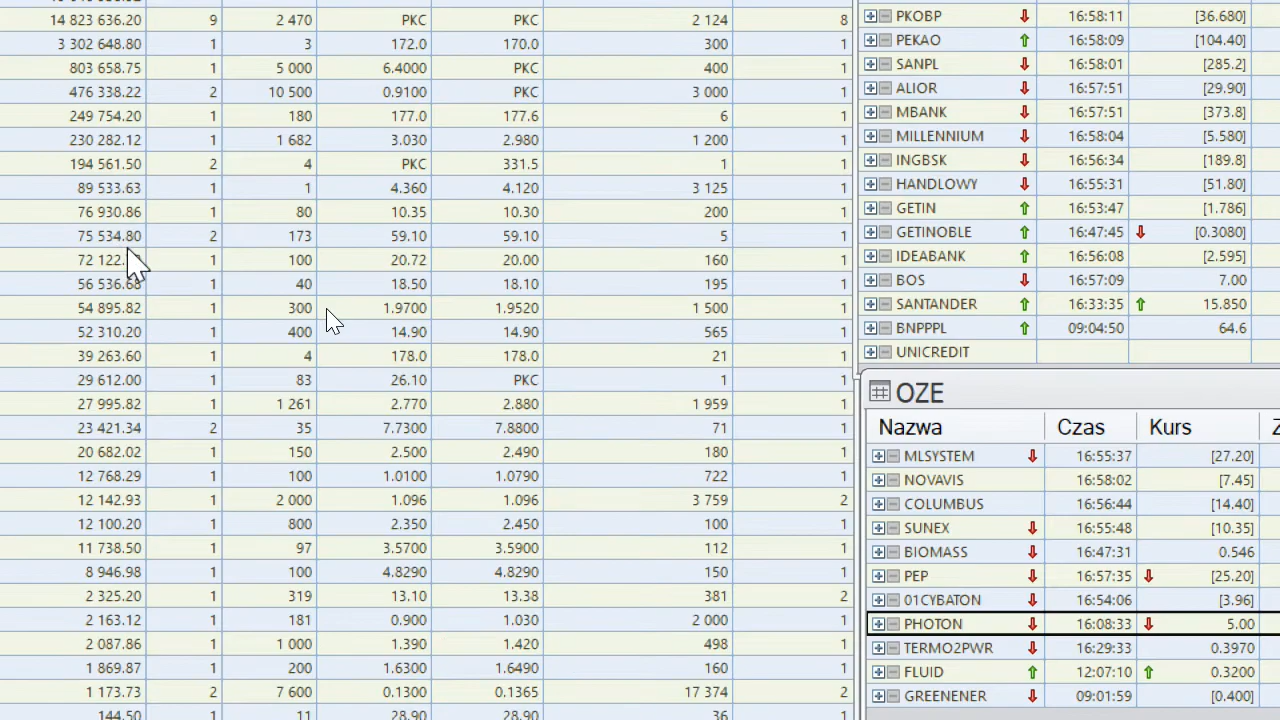 14 823 636.20 9 2 470 PKC PKC 2 124 8
3 302 648.80 1 3 172.0 170.0 300 1
803 658.75 1 5 000 6.4000 PKC 400 1
476 338.22 2 10 500 0.9100 PKC 3 000 1
249 754.20 1 180 177.0 177.6 6 1
230 282.12 1 1 682 3.030 2.980 1 200 1
194 561.50 2 4 PKC 331.5 1 1
89 533.63 1 1 4.360 4.120 3 125 1
76 930.86 1 80 10.35 10.30 200 1
75 534.80 2 173 59.10 59.10 5 1
72 122. 1 100 20.72 20.00 160 1
56 536.68 1 40 18.50 18.10 195 1
54 895.82 1 300 1.9700 1.9520 1 500 1
52 310.20 1 400 14.90 14.90 565 1
39 263.60 1 4 178.0 178.0 21 1
29 612.00 1 83 26.10 PKC 1 1
27 995.82 1 1 261 2.770 2.880 1 959 1
23 421.34 2 35 7.7300 7.8800 71 1
20 682.02 1 150 2.500 2.490 180 1
12 768.29 1 100 1.0100 1.0790 722 1
12 142.93 1 2 000 1.096 1.096 3 759 2
12 100.20 1 800 2.350 2.450 100 1
11 738.50 1 97 3.5700 3.5900 112 1
8 946.98 1 100 4.8290 4.8290 150 1
2 325.20 1 319 13.10 13.38 381 2
2 163.12 1 181 0.900 1.030 2 000 1
2 087.86 1 1 000 1.390 1.420 498 1
1 869.87 1 200 1.6300 1.6490 160 1
1 173.73 2 7 600 0.1300 0.1365 17 374 2
144.50 1 11 28.90 28.90 36 1
PKOBP 16:58:11 [36.680]
PEKAO 16:58:09 [104.40]
SANPL 16:58:01 [285.2]
ALIOR 16:57:51 [29.90]
MBANK 16:57:51 [373.8]
MILLENNIUM 16:58:04 [5.580]
INGBSK 16:56:34 [189.8]
HANDLOWY 16:55:31 [51.80]
GETIN 16:53:47 [1.786]
GETINOBLE 16:47:45 [0.3080]
IDEABANK 16:56:08 [2.595]
BOS 16:57:09 7.00
SANTANDER 16:33:35 15.850
BNPPPL 09:04:50 64.6
UNICREDIT
OZE
Nazwa Czas Kurs
MLSYSTEM 16:55:37 [27.20]
NOVAVIS 16:58:02 [7.45]
COLUMBUS 16:56:44 [14.40]
SUNEX 16:55:48 [10.35]
BIOMASS 16:47:31 0.546
PEP 16:57:35 [25.20]
01CYBATON 16:54:06 [3.96]
PHOTON 16:08:33 5.00
TERMO2PWR 16:29:33 0.3970
FLUID 12:07:10 0.3200
GREENENER 09:01:59 [0.400]